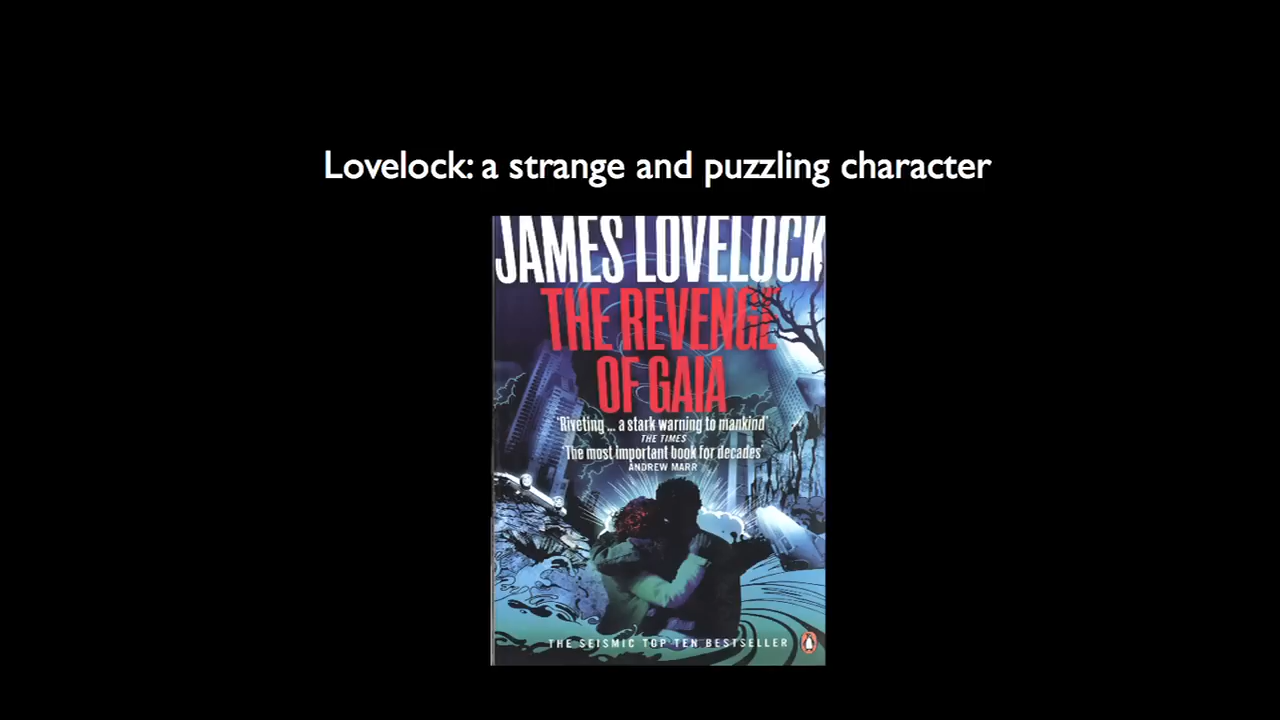 Lovelock: a strange and puzzling character
JAMES LOVELOCK
THE REVENGE
OF GAIA
'Riveting ... a stark warning to mankind'
THE TIMES
'The most important book for decades'
ANDREW MARR
THE SEISMIC TOP TEN BESTSELLER